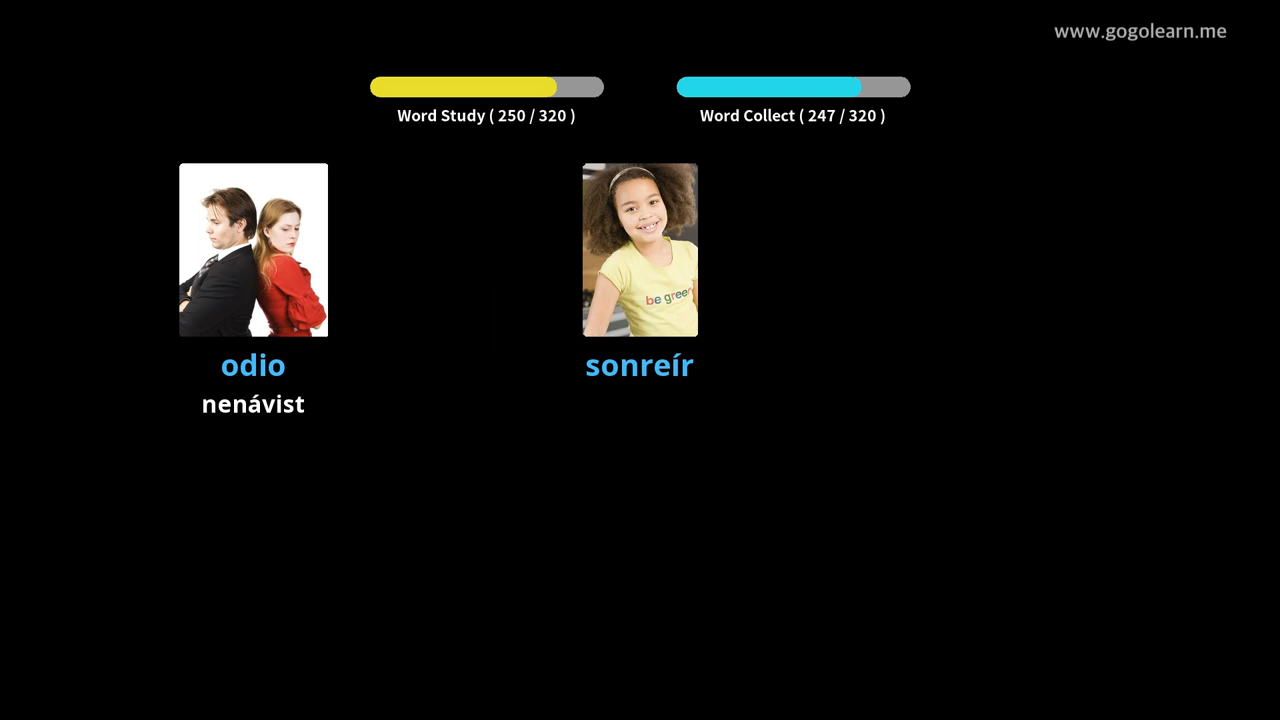 www.gogolearn.me
Word Study ( 250 / 320 )
Word Collect ( 247 / 320 )
be green
odio
sonreír
nenávist